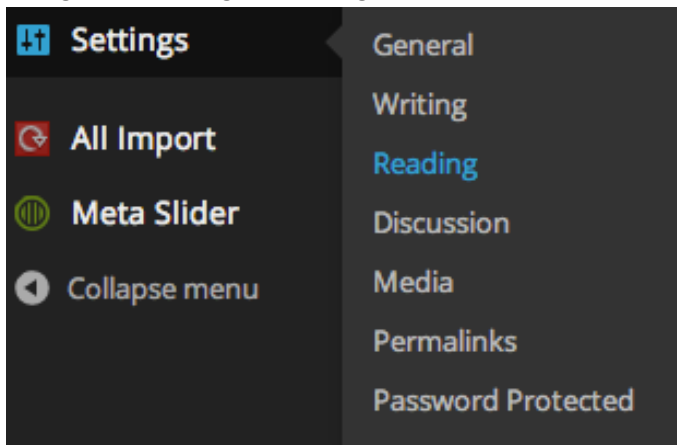 Settings
All Import
Meta Slider
Collapse menu
General
Writing
Reading
Discussion
Media
Permalinks
Password Protected